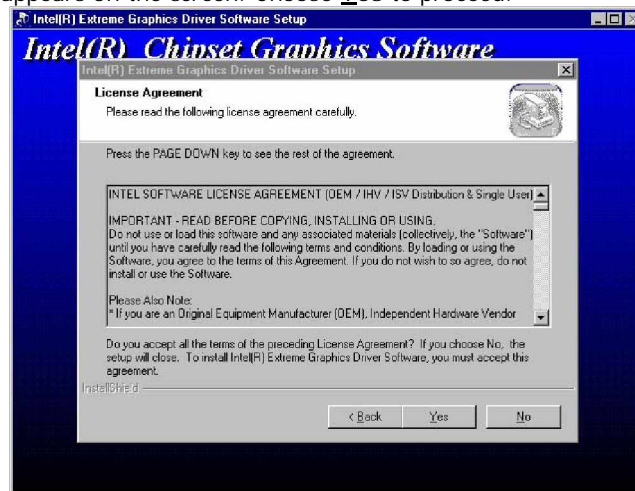 appears on the screen. Choose Yes to proceed.
Intel(R) Extreme Graphics Driver Software Setup
Intel(R) Chipset Graphics Software
Intel(R) Extreme Graphics Driver Software Setup
License Agreement
Please read the following license agreement carefully.
Press the PAGE DOWN key to see the rest of the agreement.
INTEL SOFTWARE LICENSE AGREEMENT (OEM / IHV / ISV Distribution & Single User)
IMPORTANT - READ BEFORE COPYING, INSTALLING OR USING.
Do not use or load this software and any associated materials (collectively, the "Software")
until you have carefully read the following terms and conditions. By loading or using the
Software, you agree to the terms of this Agreement. If you do not wish to so agree, do not
install or use the Software.
Please Also Note:
* If you are an Original Equipment Manufacturer (OEM), Independent Hardware Vendor
Do you accept all the terms of the preceding License Agreement? If you choose No, the
setup will close. To install Intel(R) Extreme Graphics Driver Software, you must accept this
agreement.
InstallShield
< Back Yes No